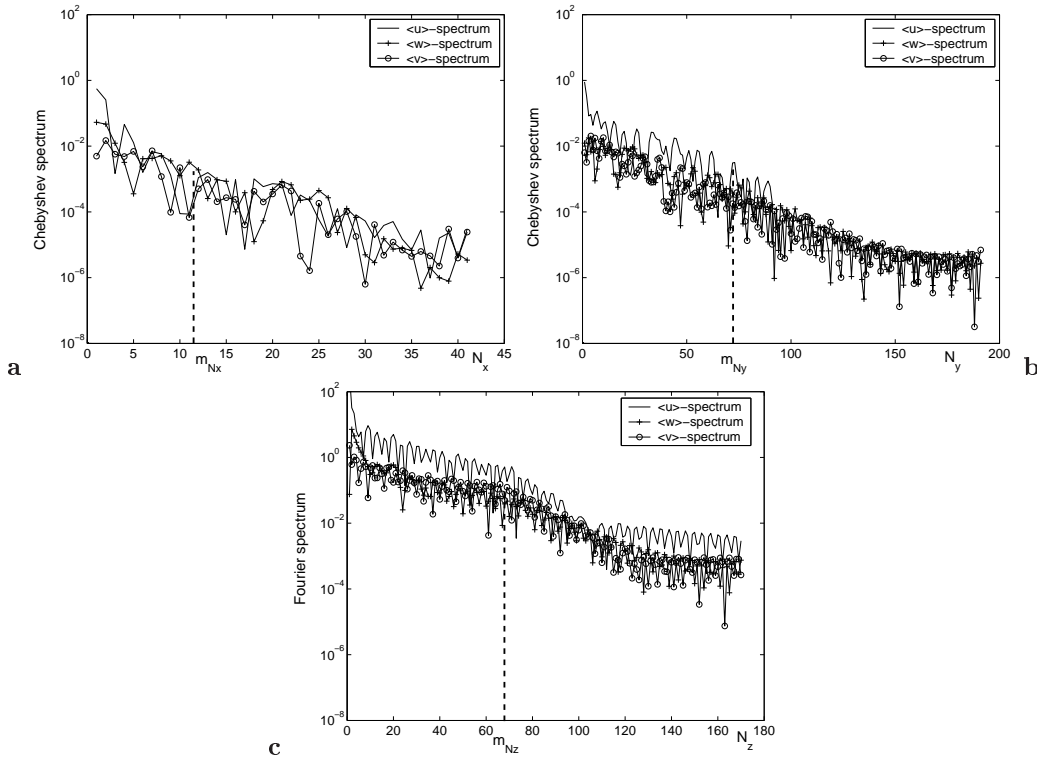 10^2
10^0
10^-2
10^-4
10^-6
10^-8
Chebyshev spectrum
<u>-spectrum
<w>-spectrum
<v>-spectrum
0 5 10 15 20 25 30 35 40 45
m_Nx
N_x
a
10^2
10^0
10^-2
10^-4
10^-6
10^-8
Chebyshev spectrum
<u>-spectrum
<w>-spectrum
<v>-spectrum
0 50 100 150 200
m_Ny
N_y
b
10^2
10^0
10^-2
10^-4
10^-6
10^-8
Fourier spectrum
<u>-spectrum
<w>-spectrum
<v>-spectrum
0 20 40 60 80 100 120 140 160 180
m_Nz
N_z
c